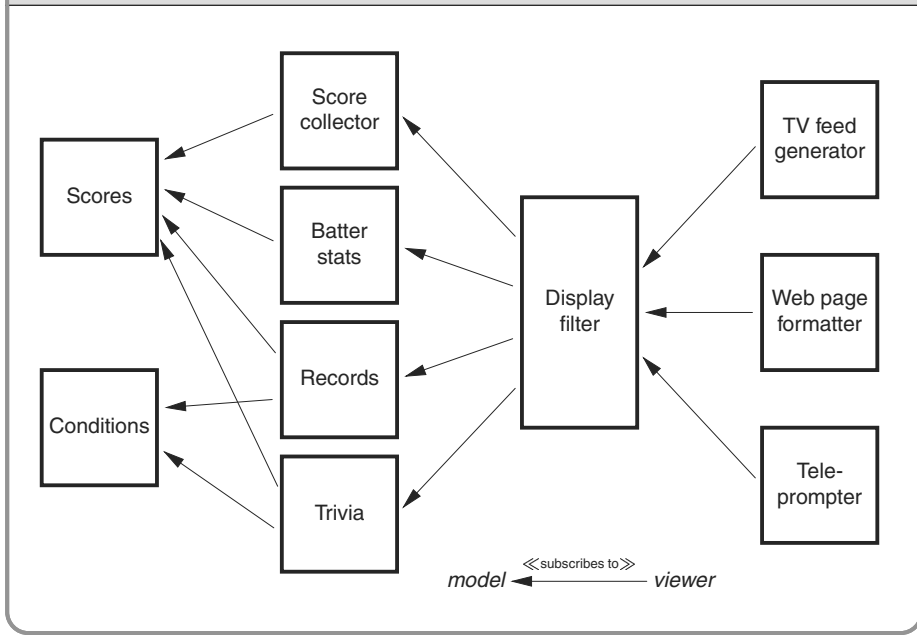 Scores
Conditions
Score
collector
Batter
stats
Records
Trivia
Display
filter
TV feed
generator
Web page
formatter
Tele-
prompter
≪subscribes to≫
model
viewer